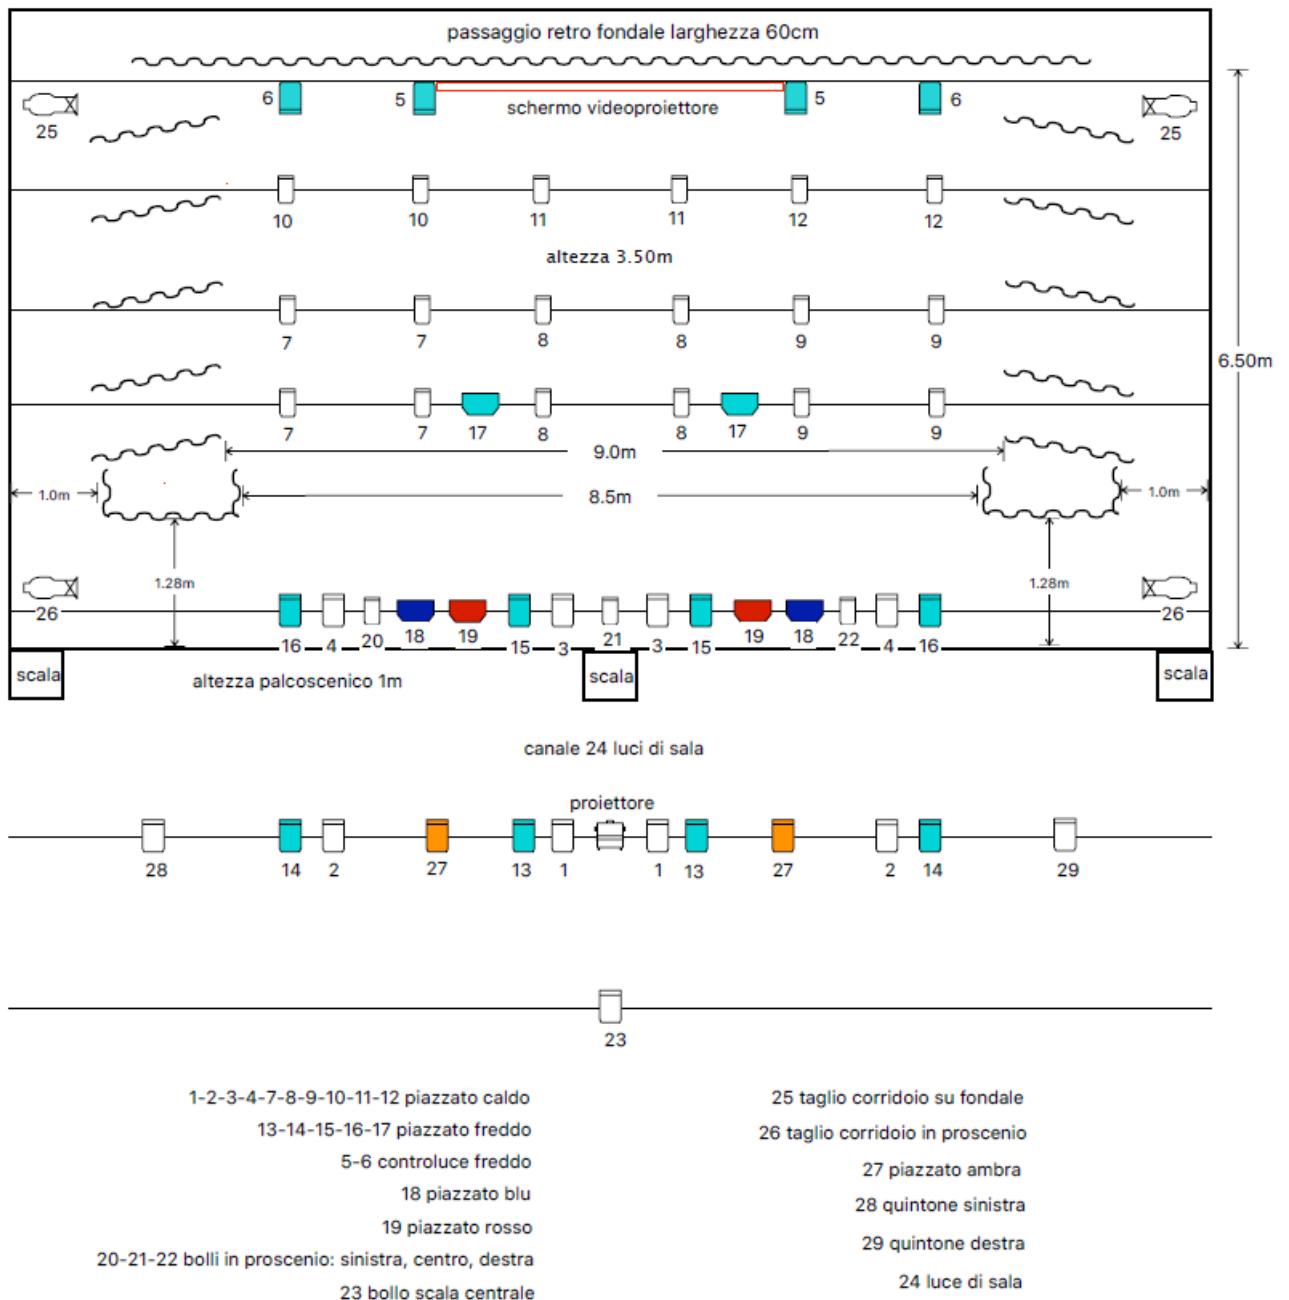 passaggio retro fondale larghezza 60cm
6 5 5 6
schermo videoproiettore
25 25
10 10 11 11 12 12
altezza 3.50m
7 7 8 8 9 9
6.50m
7 7 17 8 8 17 9 9
9.0m
1.0m 8.5m 1.0m
1.28m 1.28m
26 26
16 4 20 18 19 15 3 21 3 15 19 18 22 4 16
scala scala scala
altezza palcoscenico 1m
canale 24 luci di sala
proiettore
28 14 2 27 13 1 1 13 27 2 14 29
23
1-2-3-4-7-8-9-10-11-12 piazzato caldo
13-14-15-16-17 piazzato freddo
5-6 controluce freddo
18 piazzato blu
19 piazzato rosso
20-21-22 bolli in proscenio: sinistra, centro, destra
23 bollo scala centrale
25 taglio corridoio su fondale
26 taglio corridoio in proscenio
27 piazzato ambra
28 quintone sinistra
29 quintone destra
24 luce di sala